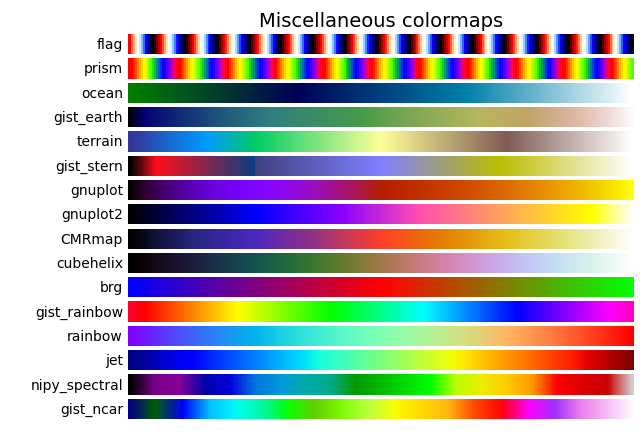 Miscellaneous colormaps
flag
prism
ocean
gist_earth
terrain
gist_stern
gnuplot
gnuplot2
CMRmap
cubehelix
brg
gist_rainbow
rainbow
jet
nipy_spectral
gist_ncar